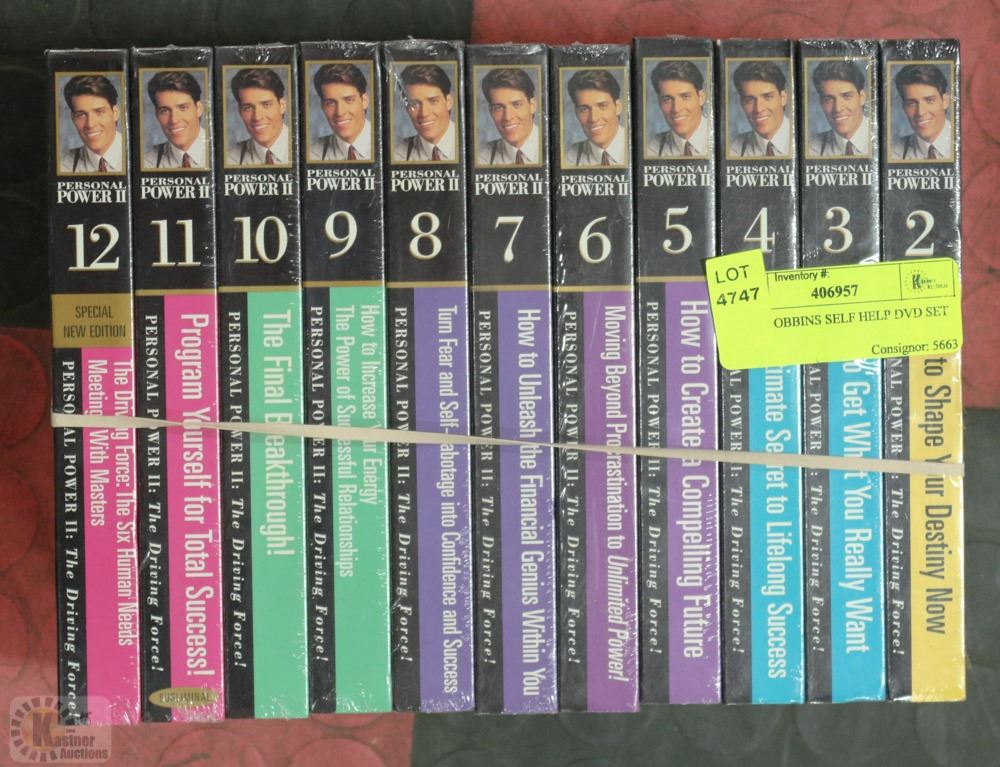 PERSONAL
POWER II
12
SPECIAL
NEW EDITION
The Driving Force: The Six Human Needs
Meeting With Masters
PERSONAL POWER II: The Driving Force!
PERSONAL
POWER II
11
Program Yourself for Total Success!
PERSONAL POWER II: The Driving Force!
SUBLIMINAL
PERSONAL
POWER II
10
The Final Breakthrough!
PERSONAL POWER II: The Driving Force!
PERSONAL
POWER II
9
How to Increase Your Energy
The Power of Successful Relationships
PERSONAL POWER II: The Driving Force!
PERSONAL
POWER II
8
Turn Fear and Self-Sabotage into Confidence and Success
PERSONAL POWER II: The Driving Force!
PERSONAL
POWER II
7
How to Unleash the Financial Genius Within You
PERSONAL POWER II: The Driving Force!
PERSONAL
POWER II
6
Moving Beyond Procrastination to Unlimited Power!
PERSONAL POWER II: The Driving Force!
PERSONAL
POWER II
5
How to Create a Compelling Future
PERSONAL POWER II: The Driving Force!
PERSONAL
POWER II
4
Secret to Lifelong Success
POWER II: The Driving Force!
PERSONAL
POWER II
3
Get What You Really Want
POWER II: The Driving Force!
PERSONAL
POWER II
2
to Shape Your Destiny Now
POWER II: The Driving Force!
LOT
4747
Inventory #:
406957
OBBINS SELF HELP DVD SET
Consignor: 5663
Kastner
Auctions